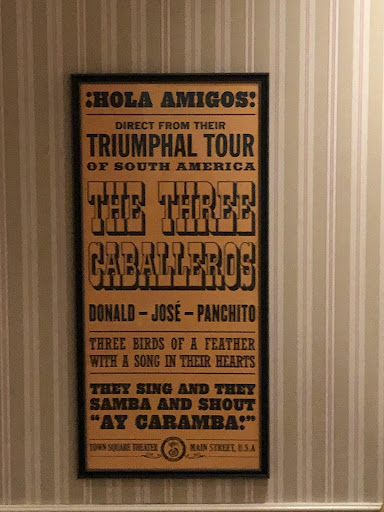 ¡HOLA AMIGOS!
DIRECT FROM THEIR
TRIUMPHAL TOUR
OF SOUTH AMERICA
THE THREE
CABALLEROS
DONALD – JOSÉ – PANCHITO
THREE BIRDS OF A FEATHER
WITH A SONG IN THEIR HEARTS
THEY SING AND THEY
SAMBA AND SHOUT
"AY CARAMBA!"
TOWN SQUARE THEATER MAIN STREET, U.S.A